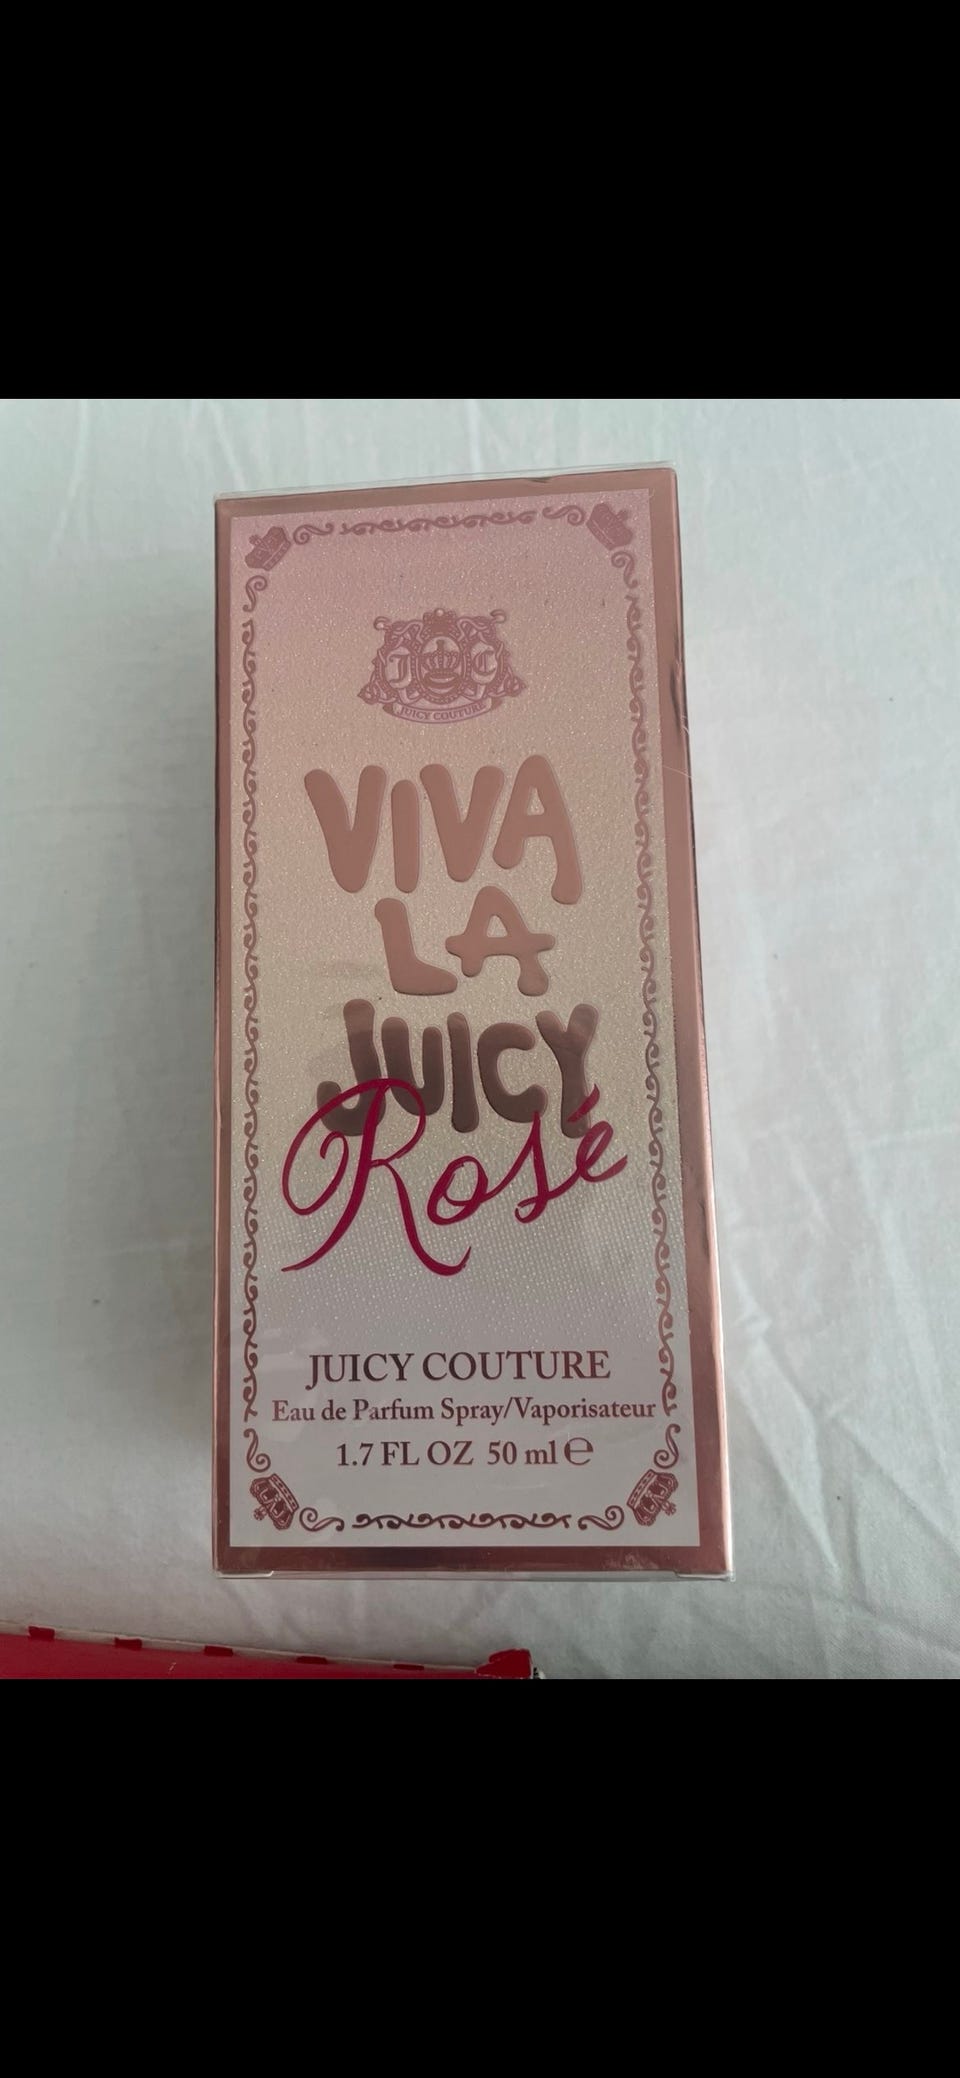 J C
JUICY COUTURE
VIVA
LA
JUICY
Rosé
JUICY COUTURE
Eau de Parfum Spray/Vaporisateur
1.7 FL OZ 50 ml ℮